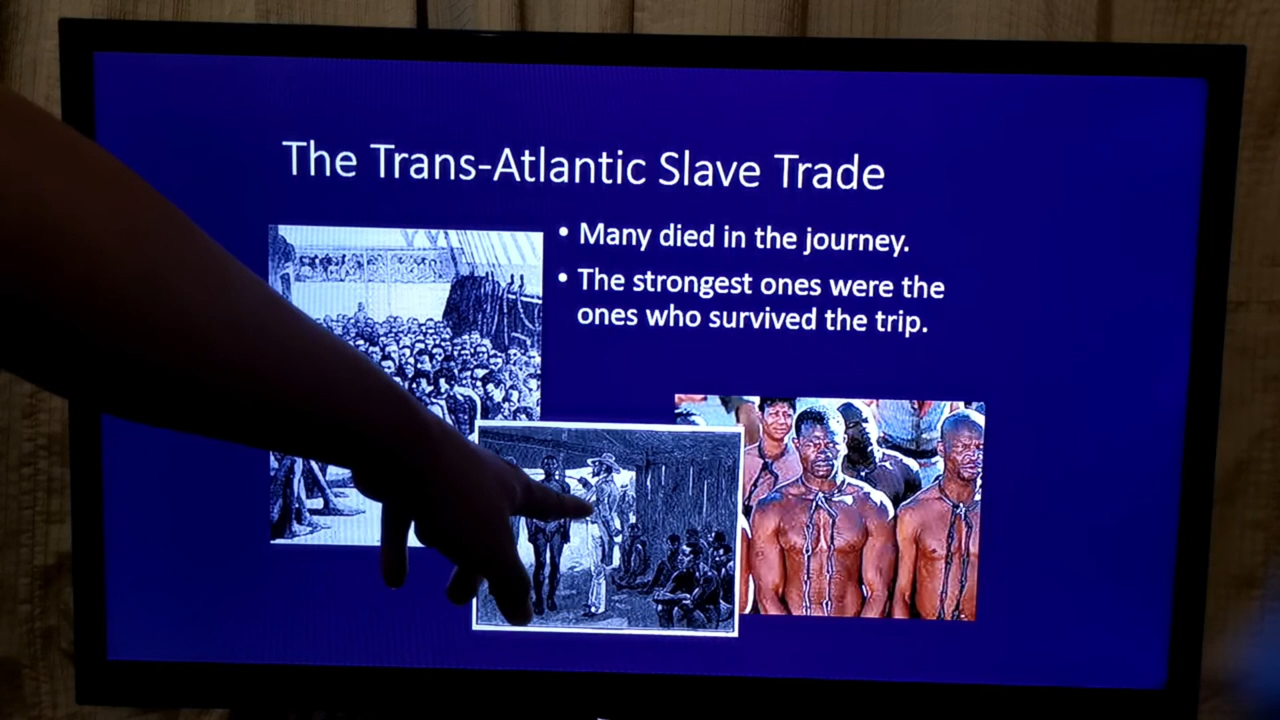 The Trans-Atlantic Slave Trade
• Many died in the journey.
• The strongest ones were the
ones who survived the trip.